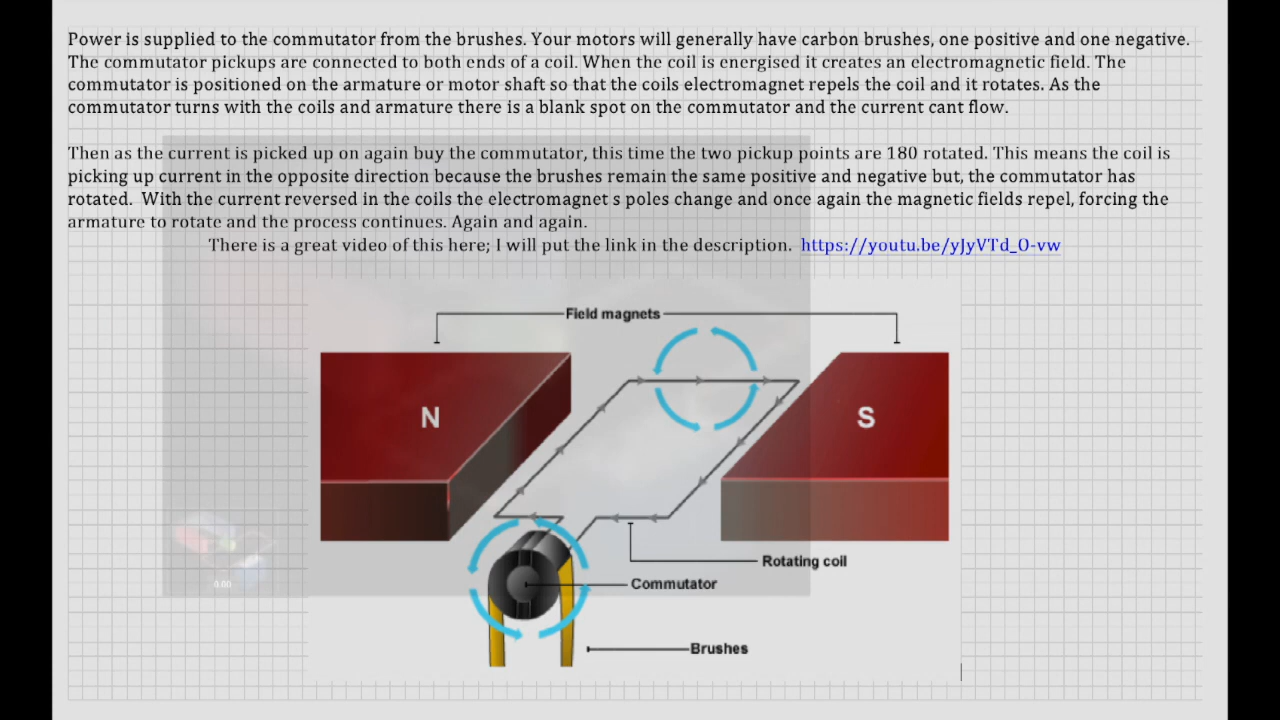 Power is supplied to the commutator from the brushes. Your motors will generally have carbon brushes, one positive and one negative.
The commutator pickups are connected to both ends of a coil. When the coil is energised it creates an electromagnetic field. The
commutator is positioned on the armature or motor shaft so that the coils electromagnet repels the coil and it rotates. As the
commutator turns with the coils and armature there is a blank spot on the commutator and the current cant flow.
Then as the current is picked up on again buy the commutator, this time the two pickup points are 180 rotated. This means the coil is
picking up current in the opposite direction because the brushes remain the same positive and negative but, the commutator has
rotated. With the current reversed in the coils the electromagnet s poles change and once again the magnetic fields repel, forcing the
armature to rotate and the process continues. Again and again.
There is a great video of this here; I will put the link in the description. https://youtu.be/yJyVTd_O-vw
Field magnets
N
S
Rotating coil
Commutator
0.00
Brushes